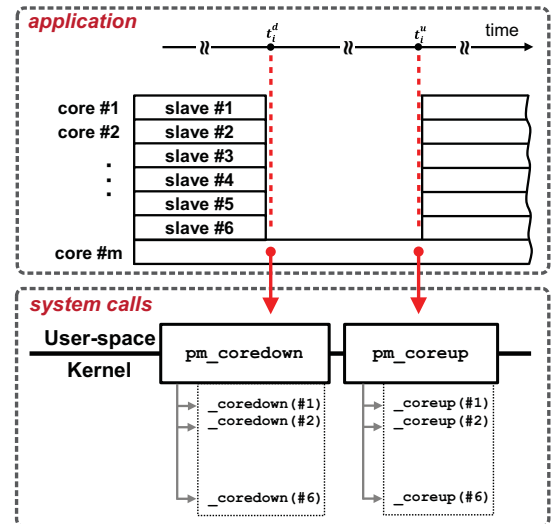 application
t_i^d
t_i^u
time
core #1 slave #1
core #2 slave #2
slave #3
slave #4
slave #5
slave #6
core #m
system calls
User-space
Kernel
pm_coredown
pm_coreup
_coredown(#1)
_coredown(#2)
_coredown(#6)
_coreup(#1)
_coreup(#2)
_coreup(#6)